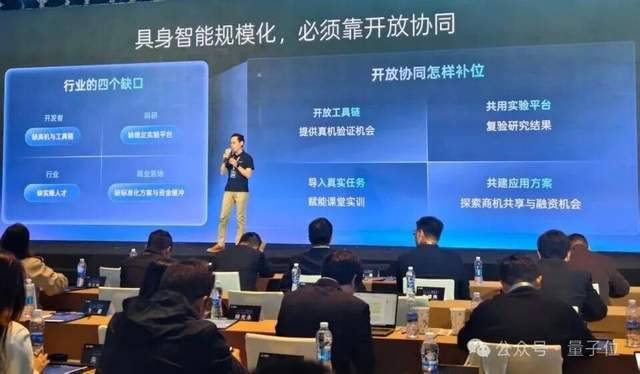 具身智能规模化，必须靠开放协同
行业的四个缺口
开发者
缺真机与工具链
科研
缺稳定实验平台
行业
缺实操人才
商业落地
缺标准化方案与资金缓冲
开放协同怎样补位
开放工具链
提供真机验证机会
共用实验平台
复验研究结果
导入真实任务
赋能课堂实训
共建应用方案
探索商机共享与融资机会
公众号 · 量子位